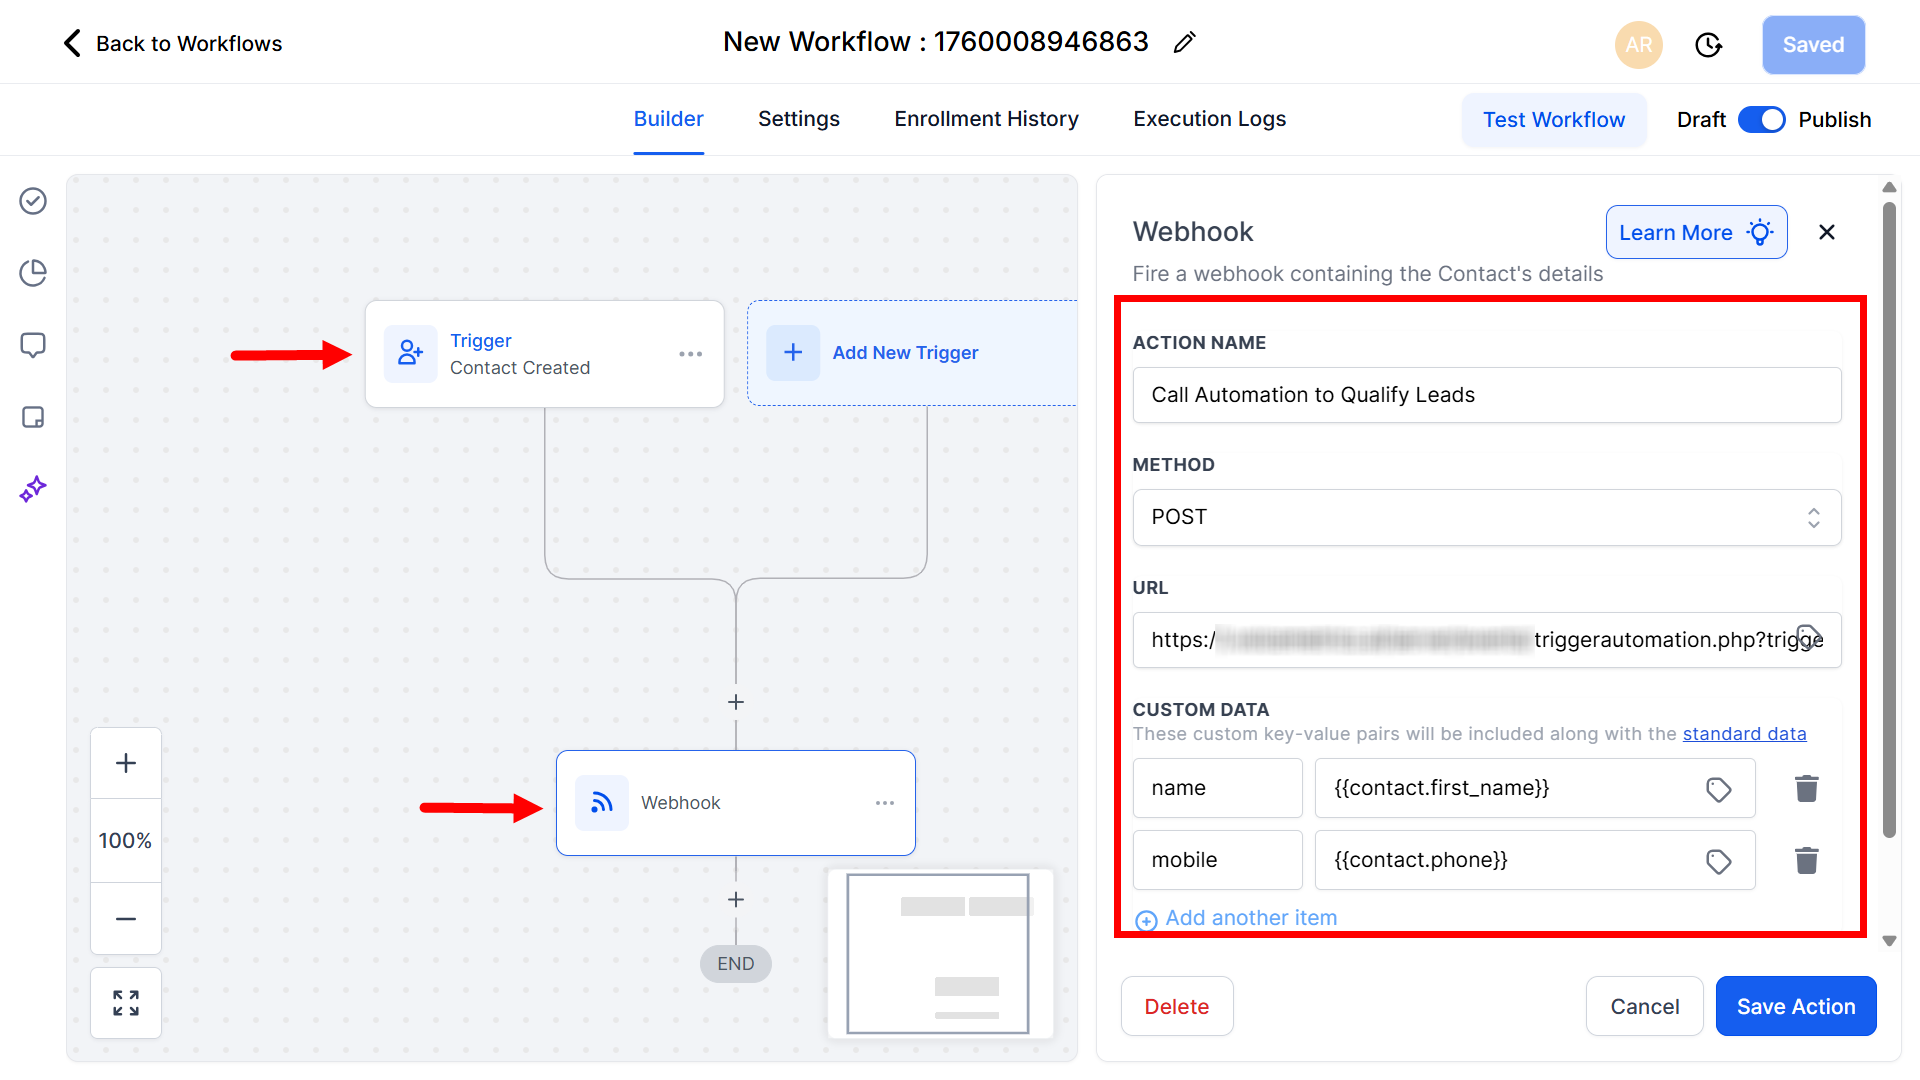 Back to Workflows
New Workflow : 1760008946863
AR
Saved
Builder
Settings
Enrollment History
Execution Logs
Test Workflow
Draft
Publish
Trigger
Contact Created
Add New Trigger
Webhook
END
100%
Webhook
Learn More
Fire a webhook containing the Contact's details
ACTION NAME
Call Automation to Qualify Leads
METHOD
POST
URL
https:/ triggerautomation.php?trigge
CUSTOM DATA
These custom key-value pairs will be included along with the standard data
name
{{contact.first_name}}
mobile
{{contact.phone}}
Add another item
Delete
Cancel
Save Action